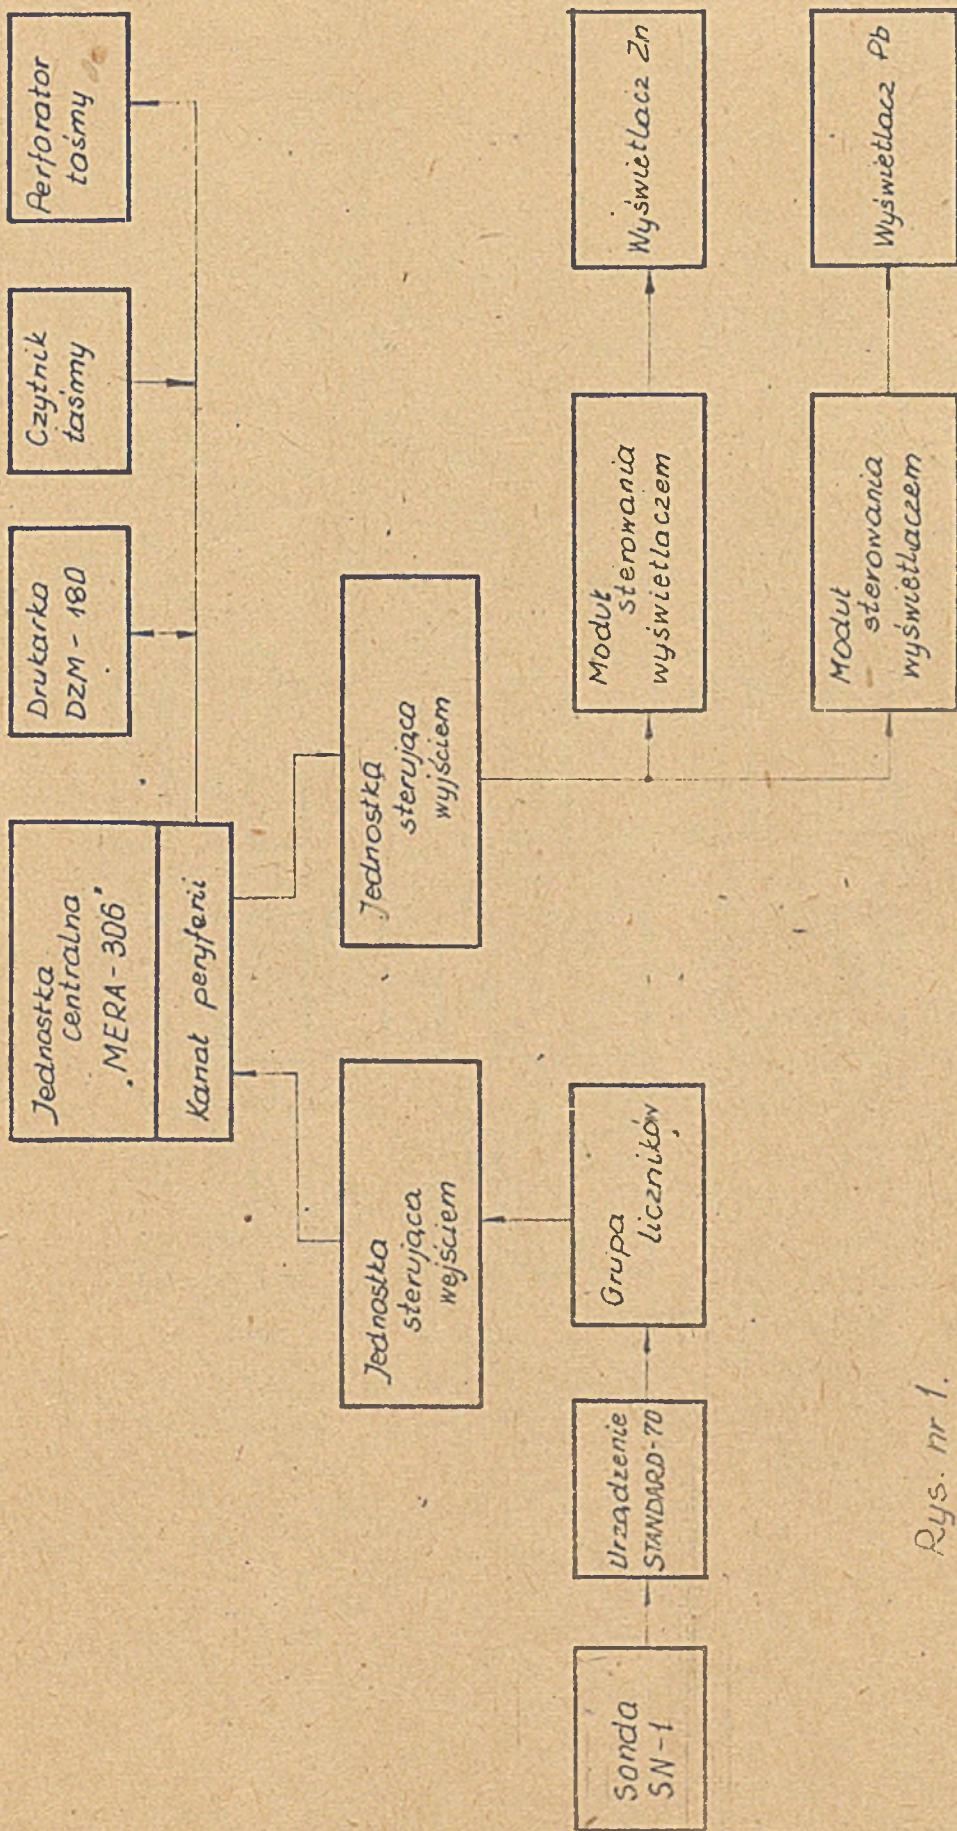 Jednostka
centralna
„MERA-306"
Kanał peryferii
Drukarka
DZM-180
Czytnik
taśmy
Perforator
taśmy
Jednostka
sterująca
wejściem
Jednostka
sterująca
wyjściem
Sonda
SN-1
Urządzenie
STANDARD-70
Grupa
liczników
Moduł
sterowania
wyświetlaczem
Wyświetlacz Zn
Moduł
sterowania
wyświetlaczem
Wyświetlacz Pb
Rys. nr 1.